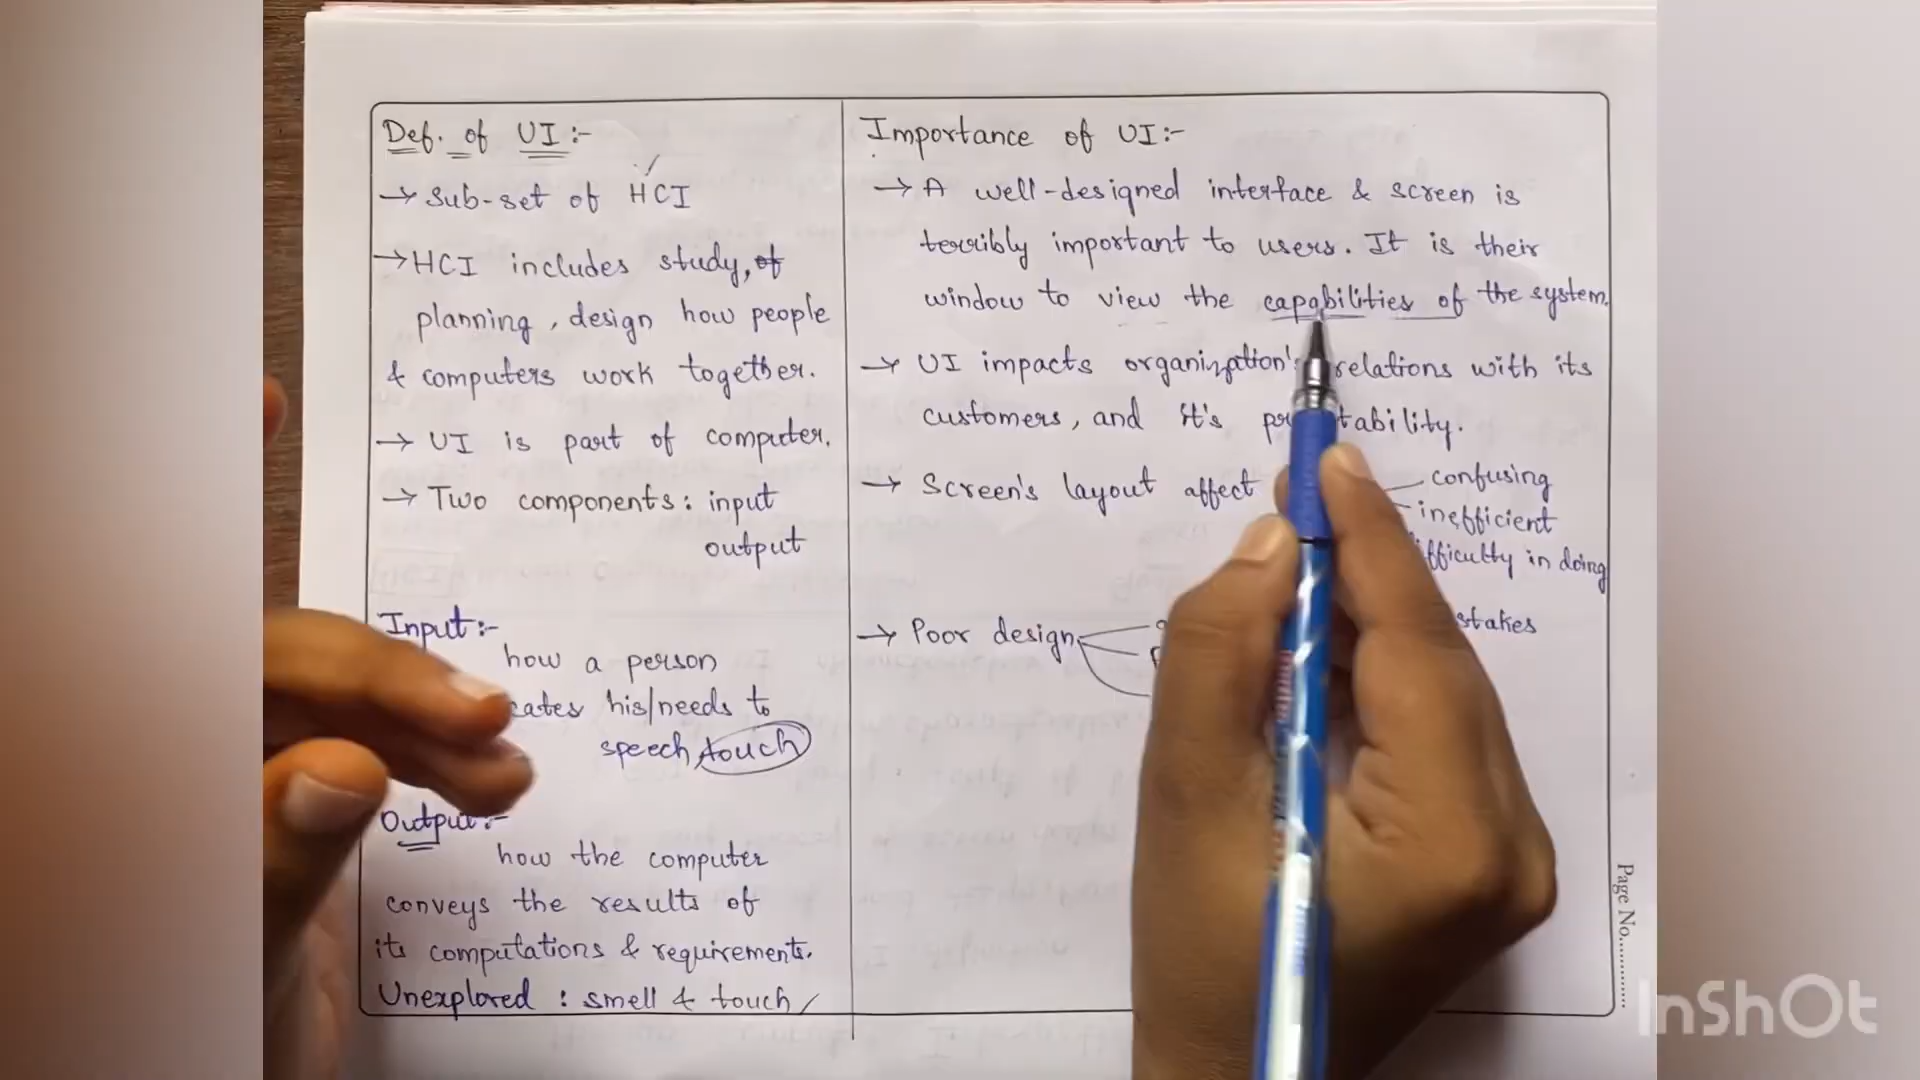 Def. of UI:-
→ Sub-set of HCI
→ HCI includes study, of
planning, design how people
& computers work together.
→ UI is part of computer.
→ Two components: input
output
Input:-
how a person
his/needs to
speech, touch
Output:-
how the computer
conveys the results of
its computations & requirements.
Unexplored : smell & touch
Importance of UI:-
→ A well-designed interface & screen is
terribly important to users. It is their
window to view the capabilities of the system.
→ UI impacts organization's relations with its
customers, and it's
→ Screen's layout affect
confusing
inefficient
difficulty in doing
→ Poor design
Page No............
InShOt